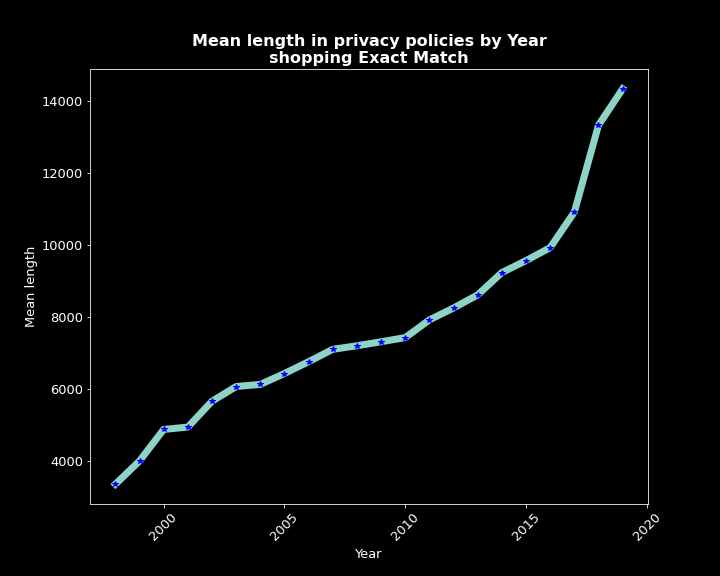 Mean length in privacy policies by Year
shopping Exact Match
14000
12000
10000
8000
6000
4000
Mean length
2000
2005
2010
2015
2020
Year